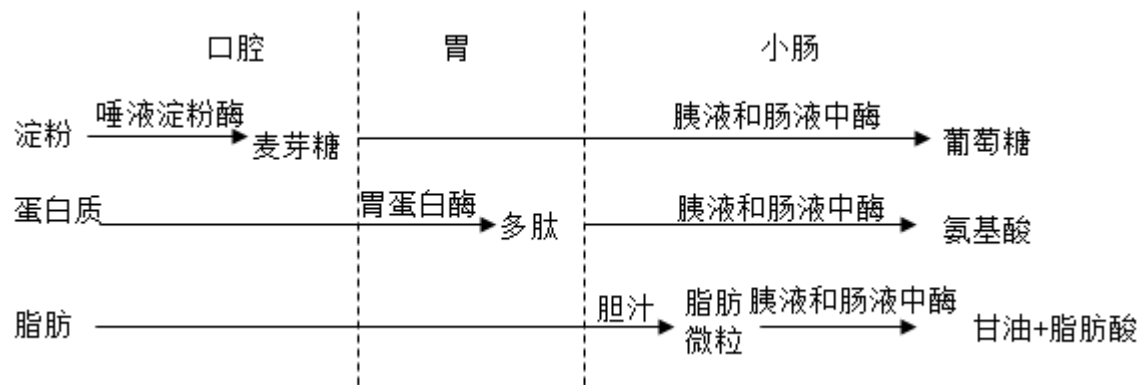 口腔 胃 小肠
淀粉 唾液淀粉酶 麦芽糖 胰液和肠液中酶 葡萄糖
蛋白质 胃蛋白酶 多肽 胰液和肠液中酶 氨基酸
脂肪 胆汁 脂肪微粒 胰液和肠液中酶 甘油+脂肪酸